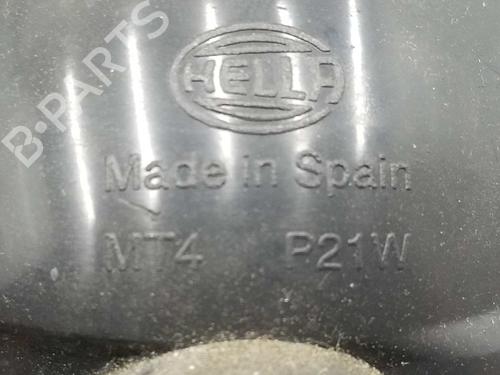 B-PARTS
HELLA
Made in Spain
MT4 P21W